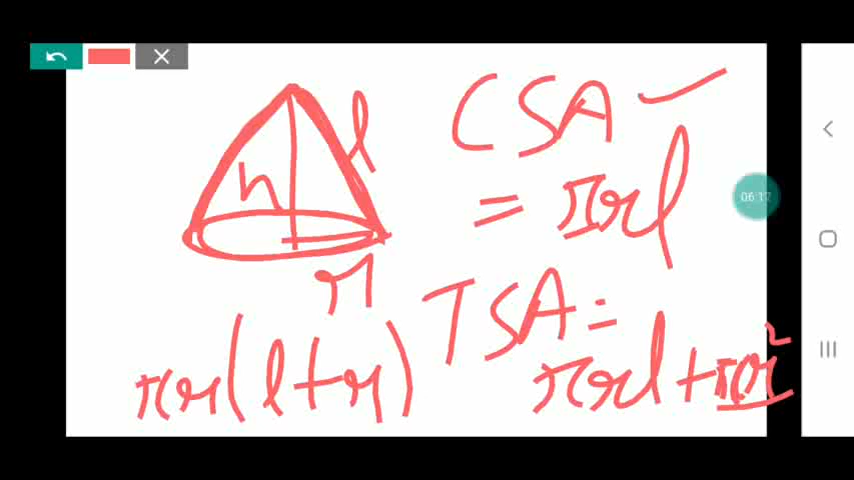 h
l
r
CSA –
= πrl
TSA =
πrl + πr²
πr(l+r)
06:17